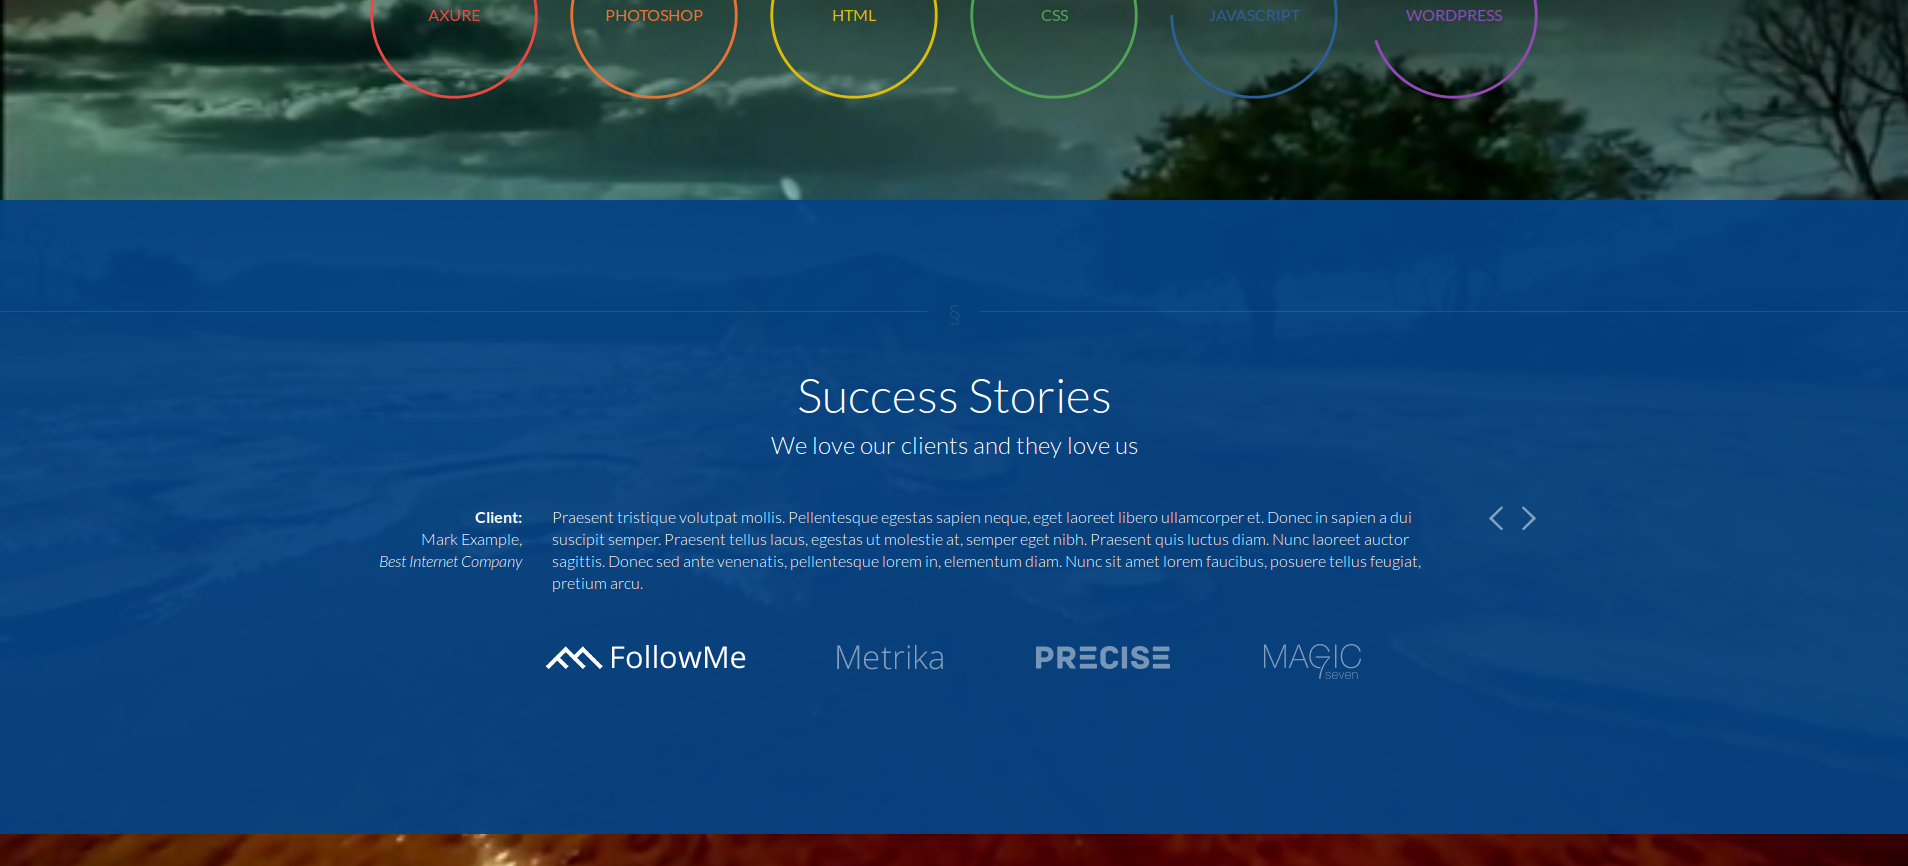 AXURE
PHOTOSHOP
HTML
CSS
JAVASCRIPT
WORDPRESS
§
Success Stories
We love our clients and they love us
Client:
Mark Example,
Best Internet Company
Praesent tristique volutpat mollis. Pellentesque egestas sapien neque, eget laoreet libero ullamcorper et. Donec in sapien a dui
suscipit semper. Praesent tellus lacus, egestas ut molestie at, semper eget nibh. Praesent quis luctus diam. Nunc laoreet auctor
sagittis. Donec sed ante venenatis, pellentesque lorem in, elementum diam. Nunc sit amet lorem faucibus, posuere tellus feugiat,
pretium arcu.
FollowMe
Metrika
PRECISE
MAGIC
7seven